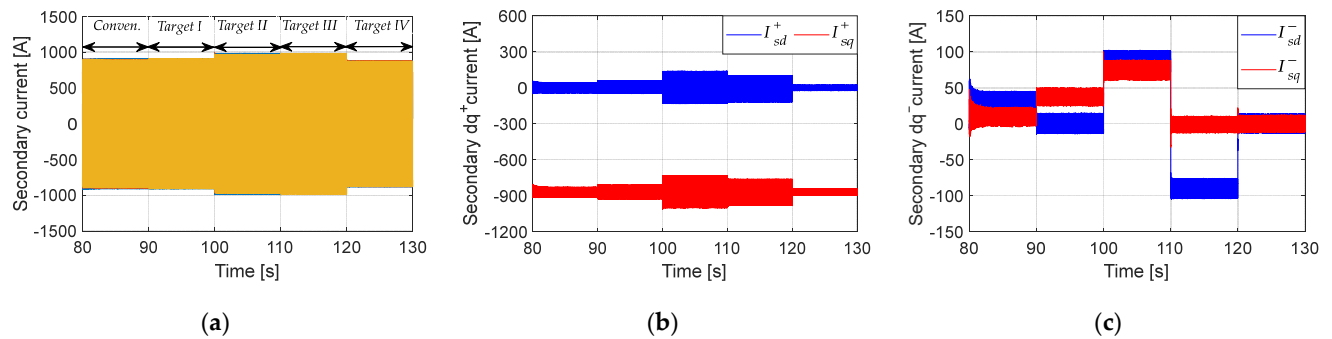 Secondary current [A]
1500
1000
500
0
-500
-1000
-1500
Conven. Target I Target II Target III Target IV
80 90 100 110 120 130
Time [s]
(a)
Secondary dq+ current [A]
600
300
0
-300
-600
-900
-1200
I+sd I+sq
80 90 100 110 120 130
Time [s]
(b)
Secondary dq- current [A]
150
100
50
0
-50
-100
-150
I-sd
I-sq
80 90 100 110 120 130
Time [s]
(c)